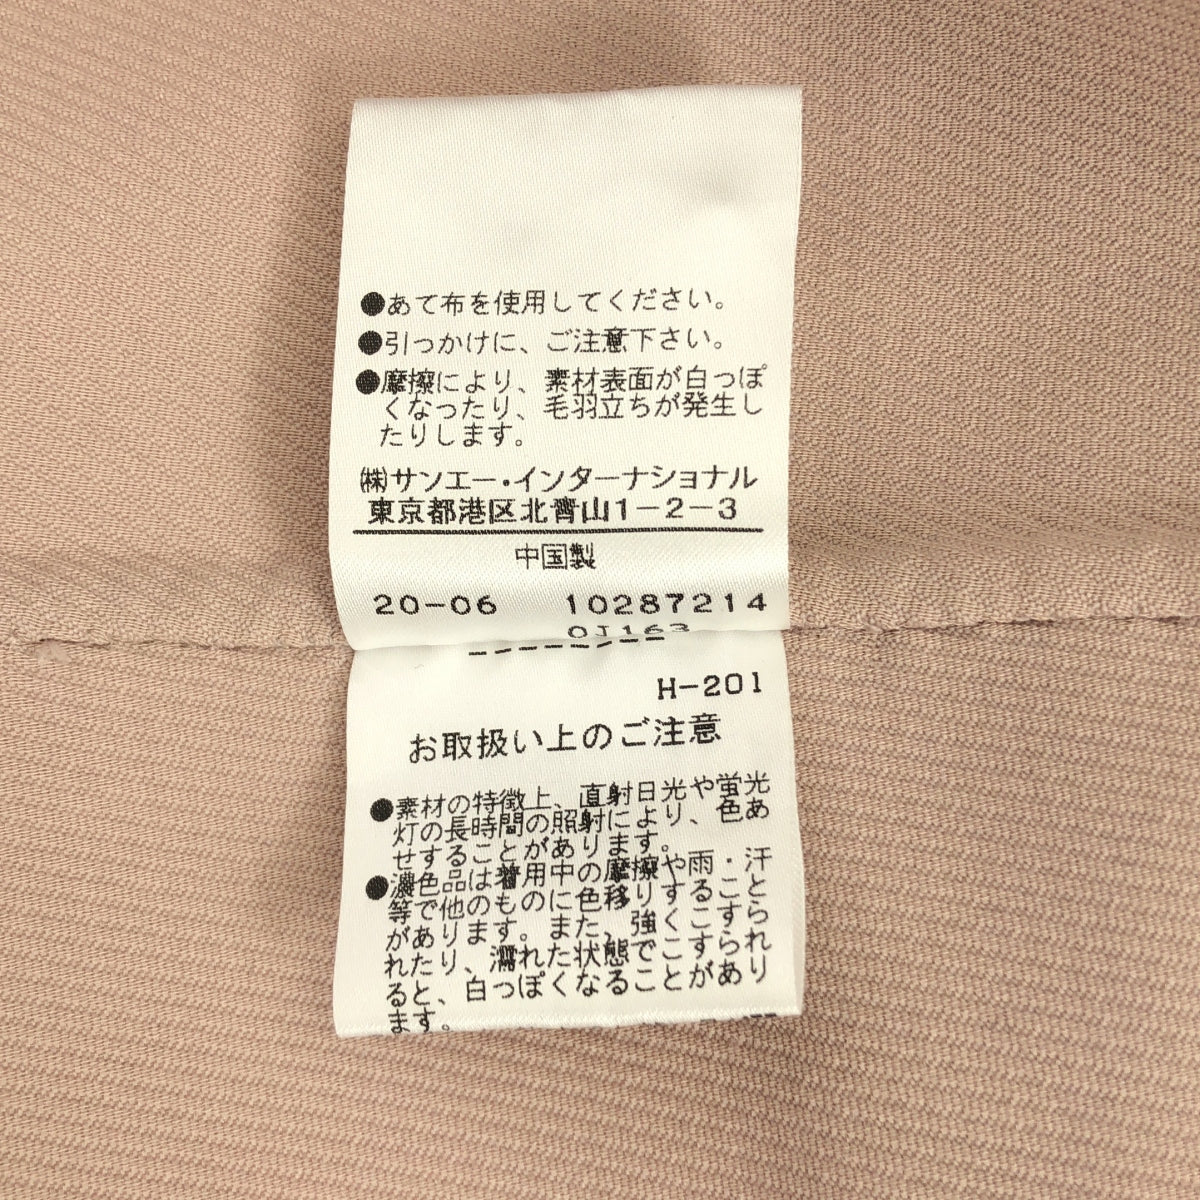 ●あて布を使用してください。
●引っかけに、ご注意下さい。
●摩擦により、素材表面が白っぽ
くなったり、毛羽立ちが発生し
たりします。
㈱サンエー・インターナショナル
東京都港区北青山1-2-3
中国製
20-06 10287214
0J163
H-201
お取扱い上のご注意
●素材の特徴上、直射日光や蛍光
灯の長時間の照射により、色あ
せすることがあります。
●濃色品は着用中の摩擦や雨・汗
等で他のものに色移りすること
があります。また、強くこすら
れたり、濡れた状態でこすられ
ると、白っぽくなることがあり
ます。